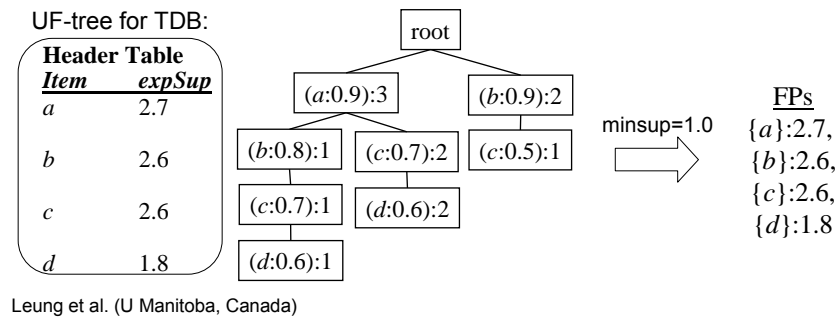 UF-tree for TDB:
Header Table
Item expSup
a 2.7
b 2.6
c 2.6
d 1.8
root
(a:0.9):3
(b:0.9):2
(b:0.8):1
(c:0.7):2
(c:0.5):1
(c:0.7):1
(d:0.6):2
(d:0.6):1
minsup=1.0
FPs
{a}:2.7,
{b}:2.6,
{c}:2.6,
{d}:1.8
Leung et al. (U Manitoba, Canada)